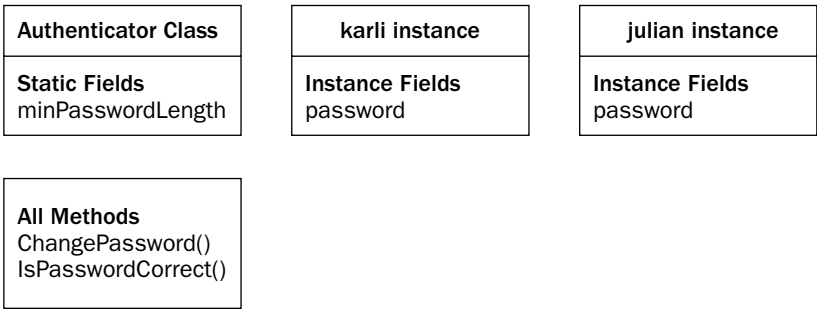 Authenticator Class
Static Fields
minPasswordLength
karli instance
Instance Fields
password
julian instance
Instance Fields
password
All Methods
ChangePassword()
IsPasswordCorrect()